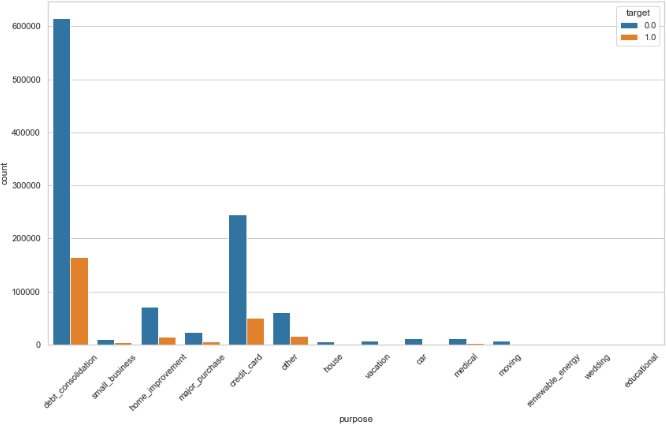 target
0.0
1.0
600000
500000
400000
300000
200000
100000
0
count
debt_consolidation
small_business
home_improvement
major_purchase
credit_card
other
house
vacation
car
medical
moving
renewable_energy
wedding
educational
purpose